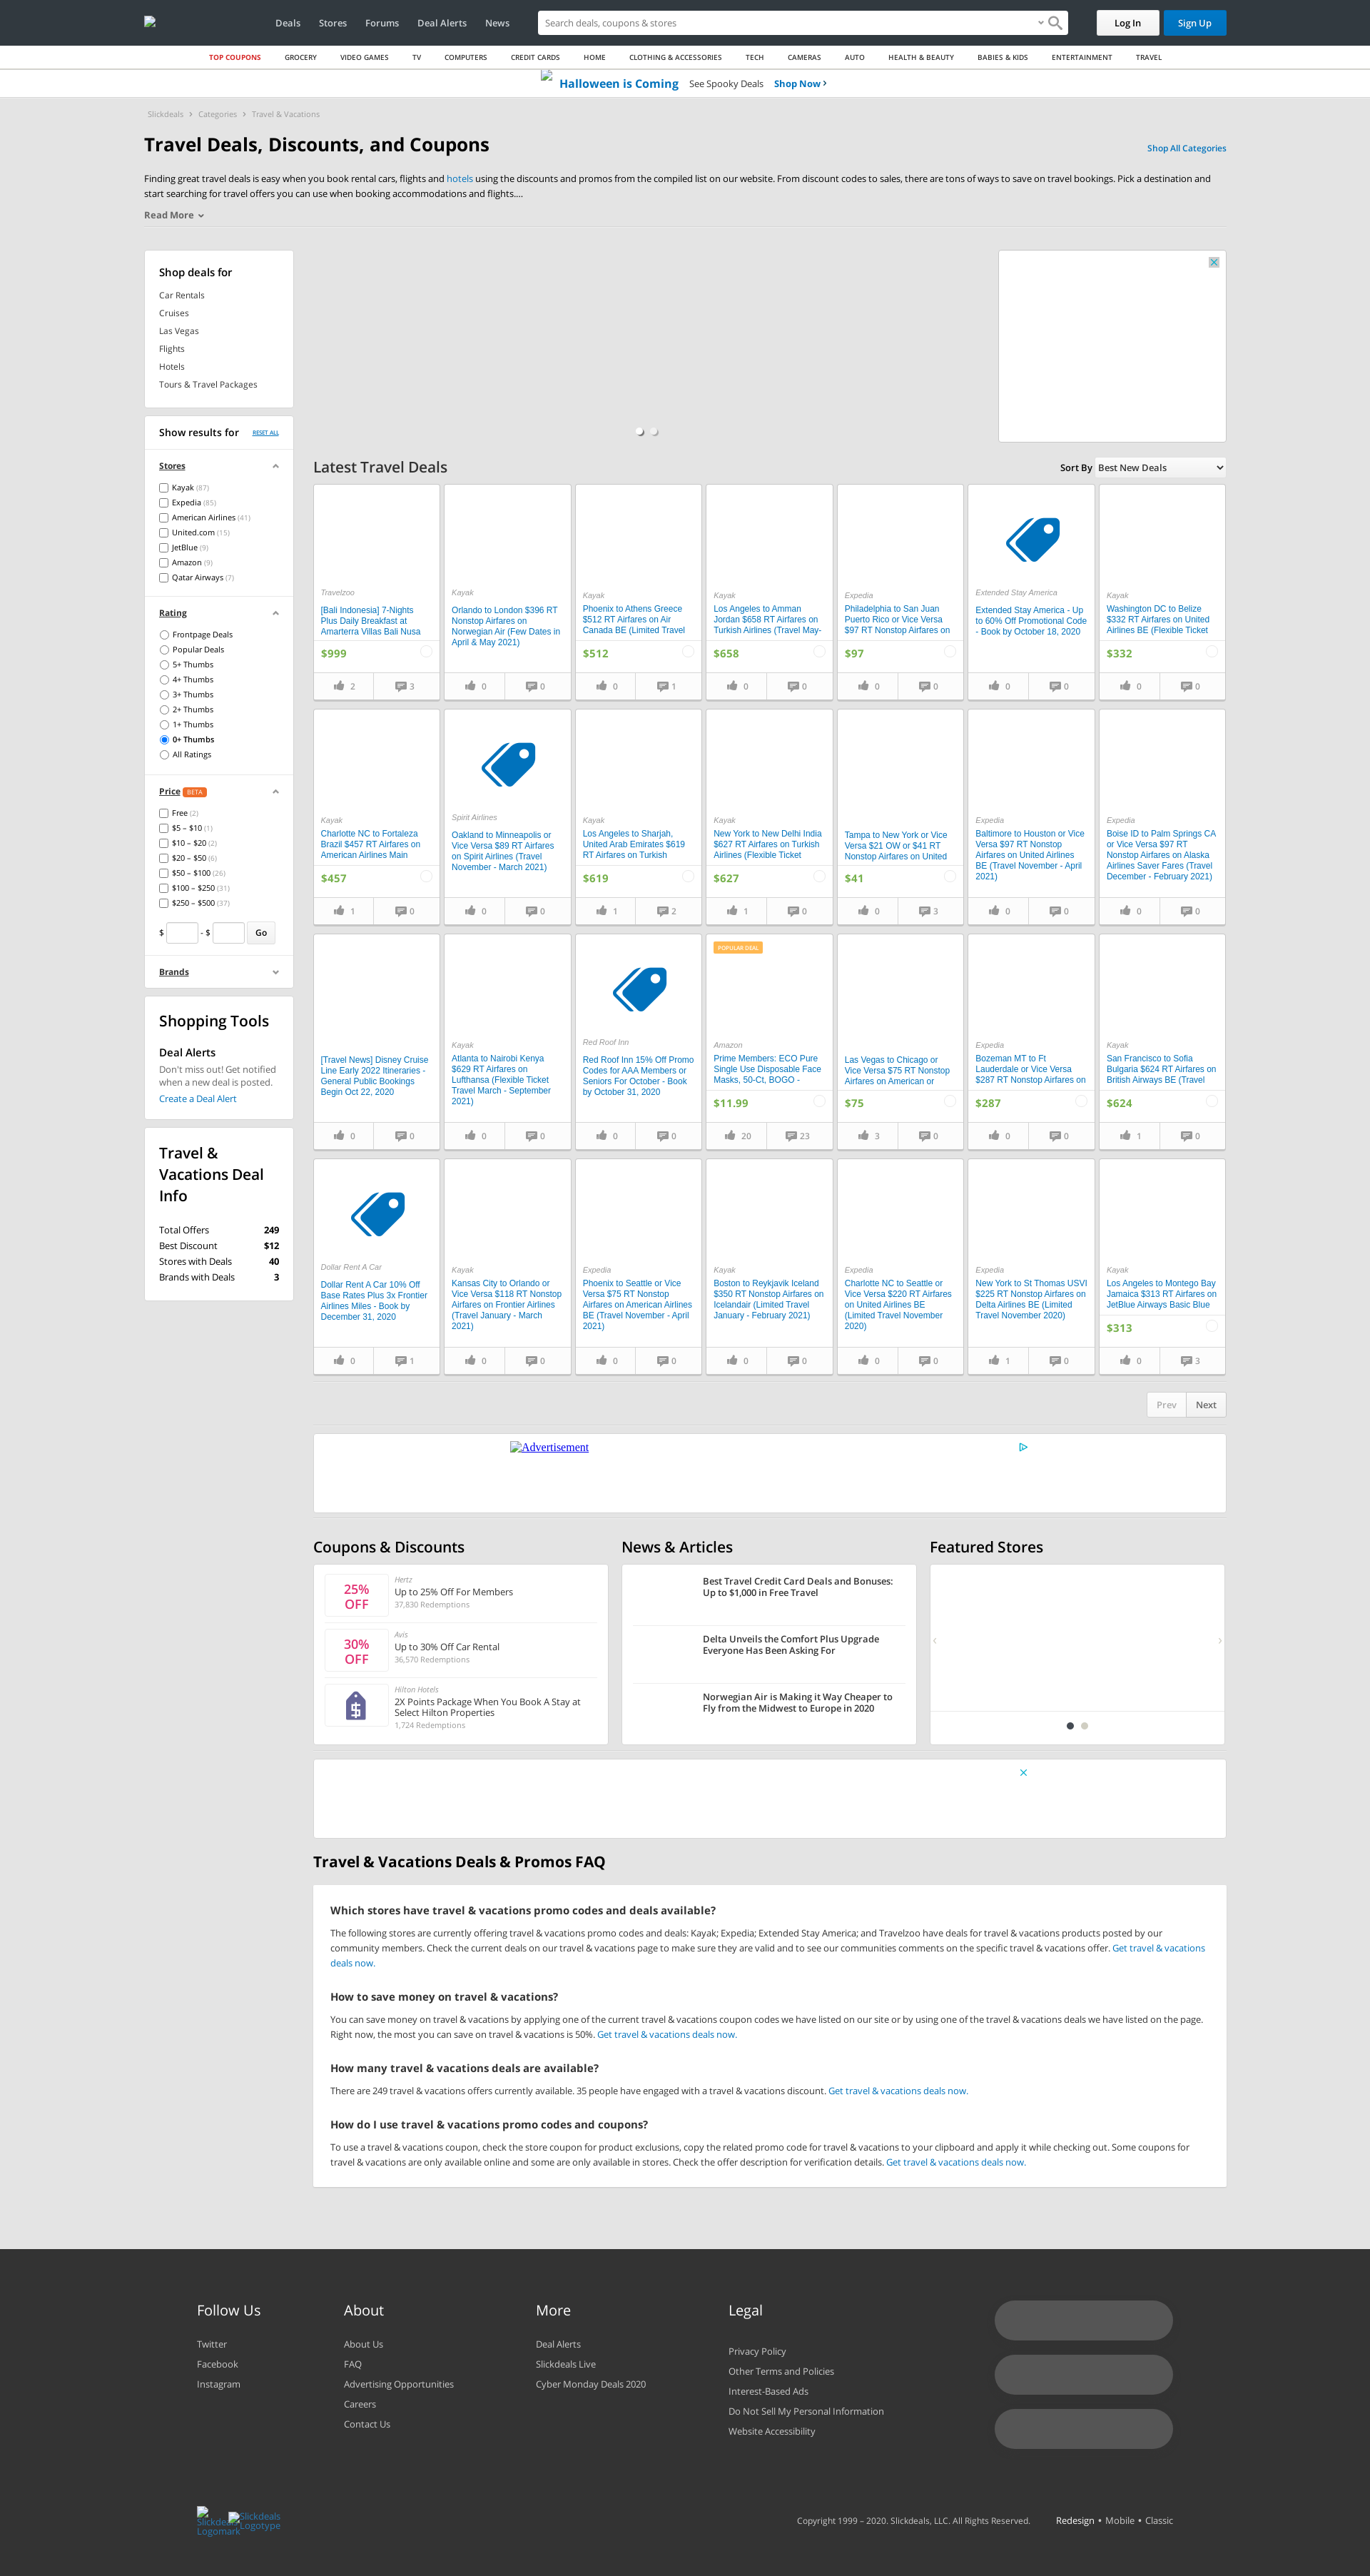 Deals Stores Forums Deal Alerts News Search deals, coupons & stores Log In Sign Up
TOP COUPONS GROCERY VIDEO GAMES TV COMPUTERS CREDIT CARDS HOME CLOTHING & ACCESSORIES TECH CAMERAS AUTO HEALTH & BEAUTY BABIES & KIDS ENTERTAINMENT TRAVEL
Halloween is Coming See Spooky Deals Shop Now ›
Slickdeals › Categories › Travel & Vacations
Travel Deals, Discounts, and Coupons
Shop All Categories
Finding great travel deals is easy when you book rental cars, flights and hotels using the discounts and promos from the compiled list on our website. From discount codes to sales, there are tons of ways to save on travel bookings. Pick a destination and
start searching for travel offers you can use when booking accommodations and flights....
Read More
Shop deals for
Car Rentals
Cruises
Las Vegas
Flights
Hotels
Tours & Travel Packages
Show results for RESET ALL
Stores
Kayak (87)
Expedia (85)
American Airlines (41)
United.com (15)
JetBlue (9)
Amazon (9)
Qatar Airways (7)
Rating
Frontpage Deals
Popular Deals
5+ Thumbs
4+ Thumbs
3+ Thumbs
2+ Thumbs
1+ Thumbs
0+ Thumbs
All Ratings
Price BETA
Free (2)
$5 – $10 (1)
$10 – $20 (2)
$20 – $50 (6)
$50 – $100 (26)
$100 – $250 (31)
$250 – $500 (37)
$ - $ Go
Brands
Shopping Tools
Deal Alerts
Don't miss out! Get notified
when a new deal is posted.
Create a Deal Alert
Travel &
Vacations Deal
Info
Total Offers 249
Best Discount $12
Stores with Deals 40
Brands with Deals 3
Latest Travel Deals
Sort By Best New Deals
Travelzoo
[Bali Indonesia] 7-Nights
Plus Daily Breakfast at
Amarterra Villas Bali Nusa
$999
2 3
Kayak
Orlando to London $396 RT
Nonstop Airfares on
Norwegian Air (Few Dates in
April & May 2021)
0 0
Kayak
Phoenix to Athens Greece
$512 RT Airfares on Air
Canada BE (Limited Travel
$512
0 1
Kayak
Los Angeles to Amman
Jordan $658 RT Airfares on
Turkish Airlines (Travel May-
$658
0 0
Expedia
Philadelphia to San Juan
Puerto Rico or Vice Versa
$97 RT Nonstop Airfares on
$97
0 0
Extended Stay America
Extended Stay America - Up
to 60% Off Promotional Code
- Book by October 18, 2020
0 0
Kayak
Washington DC to Belize
$332 RT Airfares on United
Airlines BE (Flexible Ticket
$332
0 0
Kayak
Charlotte NC to Fortaleza
Brazil $457 RT Airfares on
American Airlines Main
$457
1 0
Spirit Airlines
Oakland to Minneapolis or
Vice Versa $89 RT Airfares
on Spirit Airlines (Travel
November - March 2021)
0 0
Kayak
Los Angeles to Sharjah,
United Arab Emirates $619
RT Airfares on Turkish
$619
1 2
Kayak
New York to New Delhi India
$627 RT Airfares on Turkish
Airlines (Flexible Ticket
$627
1 0
Tampa to New York or Vice
Versa $21 OW or $41 RT
Nonstop Airfares on United
$41
0 3
Expedia
Baltimore to Houston or Vice
Versa $97 RT Nonstop
Airfares on United Airlines
BE (Travel November - April
2021)
0 0
Expedia
Boise ID to Palm Springs CA
or Vice Versa $97 RT
Nonstop Airfares on Alaska
Airlines Saver Fares (Travel
December - February 2021)
0 0
[Travel News] Disney Cruise
Line Early 2022 Itineraries -
General Public Bookings
Begin Oct 22, 2020
0 0
Kayak
Atlanta to Nairobi Kenya
$629 RT Airfares on
Lufthansa (Flexible Ticket
Travel March - September
2021)
0 0
Red Roof Inn
Red Roof Inn 15% Off Promo
Codes for AAA Members or
Seniors For October - Book
by October 31, 2020
0 0
POPULAR DEAL
Amazon
Prime Members: ECO Pure
Single Use Disposable Face
Masks, 50-Ct, BOGO -
$11.99
20 23
Las Vegas to Chicago or
Vice Versa $75 RT Nonstop
Airfares on American or
$75
3 0
Expedia
Bozeman MT to Ft
Lauderdale or Vice Versa
$287 RT Nonstop Airfares on
$287
0 0
Kayak
San Francisco to Sofia
Bulgaria $624 RT Airfares on
British Airways BE (Travel
$624
1 0
Dollar Rent A Car
Dollar Rent A Car 10% Off
Base Rates Plus 3x Frontier
Airlines Miles - Book by
December 31, 2020
0 1
Kayak
Kansas City to Orlando or
Vice Versa $118 RT Nonstop
Airfares on Frontier Airlines
(Travel January - March
2021)
0 0
Expedia
Phoenix to Seattle or Vice
Versa $75 RT Nonstop
Airfares on American Airlines
BE (Travel November - April
2021)
0 0
Kayak
Boston to Reykjavik Iceland
$350 RT Nonstop Airfares on
Icelandair (Limited Travel
January - February 2021)
0 0
Expedia
Charlotte NC to Seattle or
Vice Versa $220 RT Airfares
on United Airlines BE
(Limited Travel November
2020)
0 0
Expedia
New York to St Thomas USVI
$225 RT Nonstop Airfares on
Delta Airlines BE (Limited
Travel November 2020)
1 0
Kayak
Los Angeles to Montego Bay
Jamaica $313 RT Airfares on
JetBlue Airways Basic Blue
$313
0 3
Prev Next
Advertisement
Coupons & Discounts
25%
OFF
Hertz
Up to 25% Off For Members
37,830 Redemptions
30%
OFF
Avis
Up to 30% Off Car Rental
36,570 Redemptions
Hilton Hotels
2X Points Package When You Book A Stay at
Select Hilton Properties
1,724 Redemptions
News & Articles
Best Travel Credit Card Deals and Bonuses:
Up to $1,000 in Free Travel
Delta Unveils the Comfort Plus Upgrade
Everyone Has Been Asking For
Norwegian Air is Making it Way Cheaper to
Fly from the Midwest to Europe in 2020
Featured Stores
Travel & Vacations Deals & Promos FAQ
Which stores have travel & vacations promo codes and deals available?
The following stores are currently offering travel & vacations promo codes and deals: Kayak; Expedia; Extended Stay America; and Travelzoo have deals for travel & vacations products posted by our
community members. Check the current deals on our travel & vacations page to make sure they are valid and to see our communities comments on the specific travel & vacations offer. Get travel & vacations
deals now.
How to save money on travel & vacations?
You can save money on travel & vacations by applying one of the current travel & vacations coupon codes we have listed on our site or by using one of the travel & vacations deals we have listed on the page.
Right now, the most you can save on travel & vacations is 50%. Get travel & vacations deals now.
How many travel & vacations deals are available?
There are 249 travel & vacations offers currently available. 35 people have engaged with a travel & vacations discount. Get travel & vacations deals now.
How do I use travel & vacations promo codes and coupons?
To use a travel & vacations coupon, check the store coupon for product exclusions, copy the related promo code for travel & vacations to your clipboard and apply it while checking out. Some coupons for
travel & vacations are only available online and some are only available in stores. Check the offer description for verification details. Get travel & vacations deals now.
Follow Us
Twitter
Facebook
Instagram
About
About Us
FAQ
Advertising Opportunities
Careers
Contact Us
More
Deal Alerts
Slickdeals Live
Cyber Monday Deals 2020
Legal
Privacy Policy
Other Terms and Policies
Interest-Based Ads
Do Not Sell My Personal Information
Website Accessibility
Slickdeals
Logomark
Slickdeals
Logotype
Copyright 1999 – 2020. Slickdeals, LLC. All Rights Reserved. Redesign • Mobile • Classic